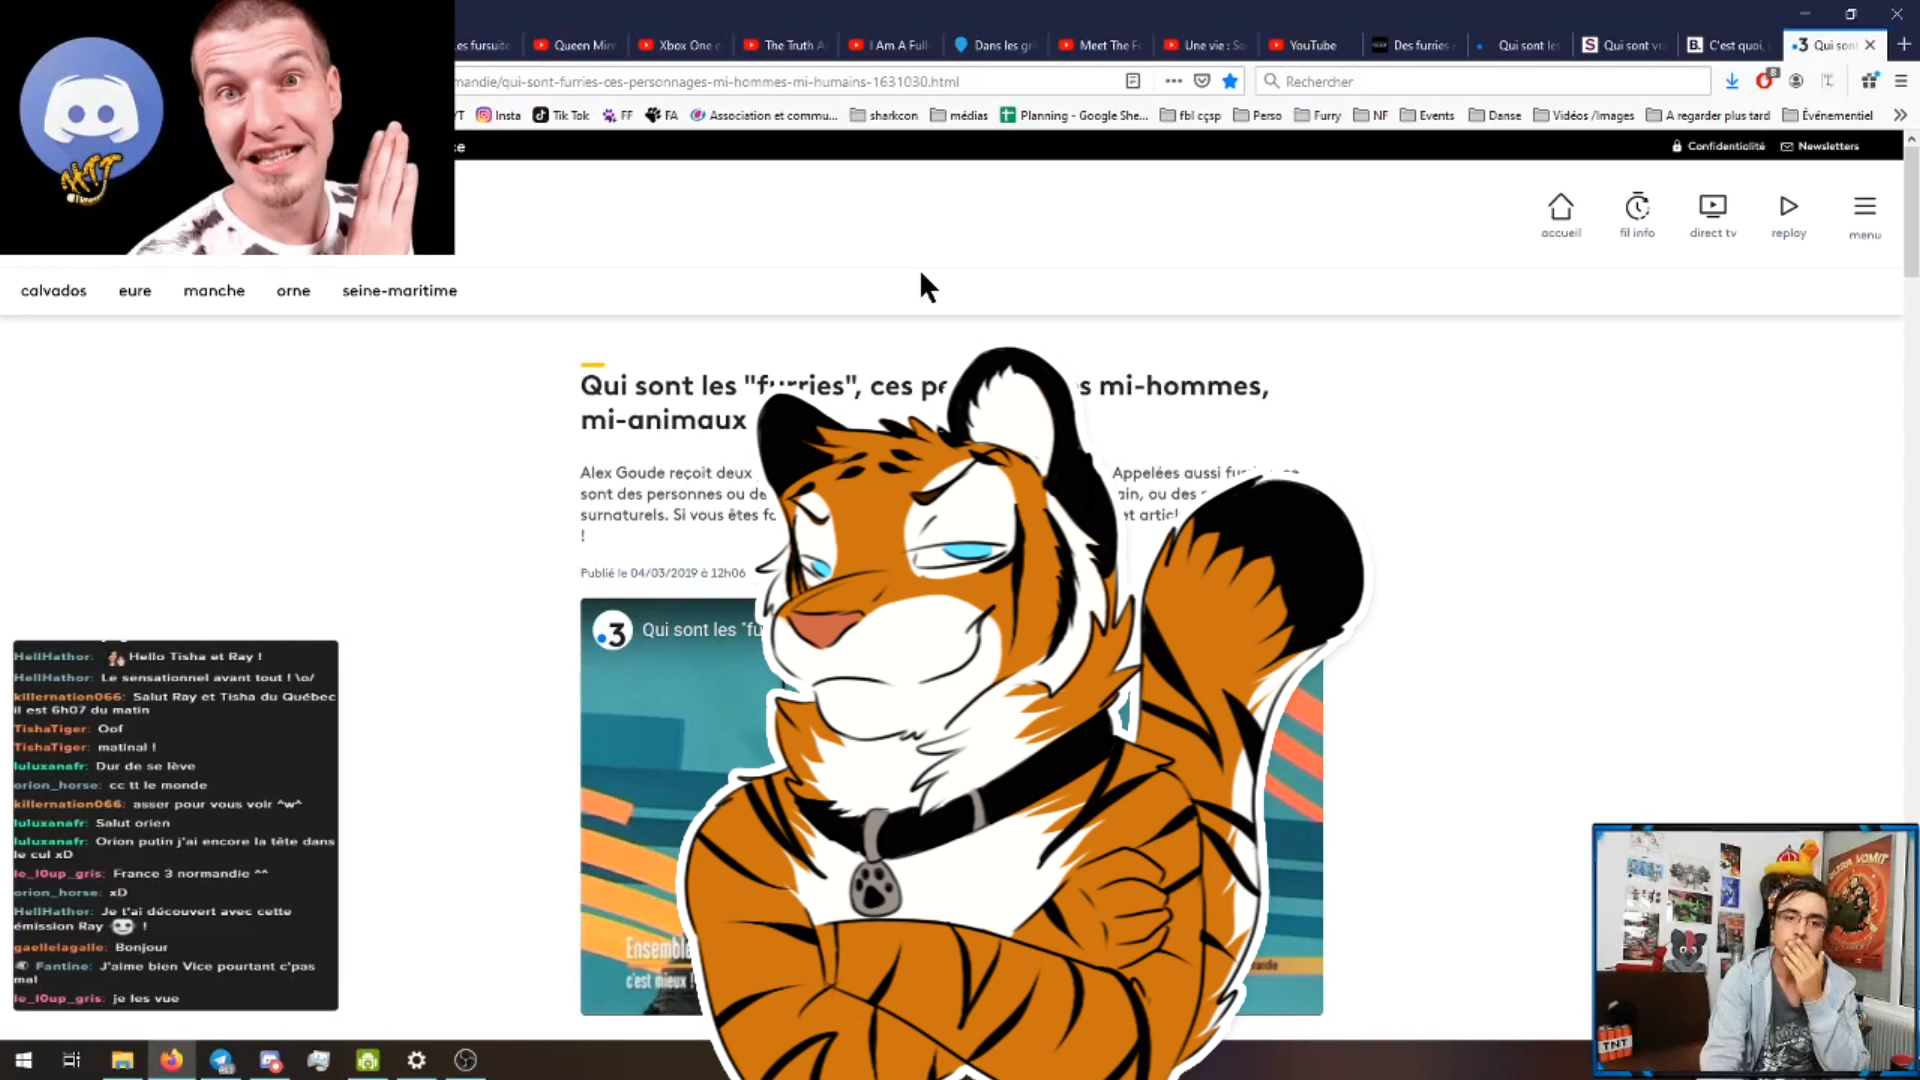 es fursuite
Queen Min
Xbox One c
The Truth A
I Am A Full
Dans les gr
Meet The Fu
Une vie : So
YouTube
Des furries
Qui sont les
Qui sont vr
C'est quoi,
Qui sont
mandie/qui-sont-furries-ces-personnages-mi-hommes-mi-humains-1631030.html
Rechercher
YT
Insta
Tik Tok
FF
FA
Association et commu...
sharkcon
médias
Planning - Google She...
fbl cçsp
Perso
Furry
NF
Events
Danse
Vidéos /Images
A regarder plus tard
Événementiel
ce
Confidentialité
Newsletters
accueil
fil info
direct tv
replay
menu
calvados
eure
manche
orne
seine-maritime
Qui sont les "furries", ces pe s mi-hommes,
mi-animaux
Alex Goude reçoit deux Appelées aussi
sont des personnes ou de ain, ou des
surnaturels. Si vous êtes fo et articl
!
Publié le 04/03/2019 à 12h06
.3 Qui sont les "fu
Ensemble
c'est mieux !
HellHathor: Hello Tisha et Ray !
HellHathor: Le sensationnel avant tout ! \o/
killernation066: Salut Ray et Tisha du Québec
il est 6h07 du matin
TishaTiger: Oof
TishaTiger: matinal !
luluxanafr: Dur de se lève
orion_horse: cc tt le monde
killernation066: asser pour vous voir ^w^
luluxanafr: Salut orien
luluxanafr: Orion putin j'ai encore la tête dans
le cul xD
le_l0up_gris: France 3 normandie ^^
orion_horse: xD
HellHathor: Je t'ai découvert avec cette
émission Ray !
gaellelagalle: Bonjour
Fantine: J'aime bien Vice pourtant c'pas
mal
le_l0up_gris: je les vue
ULTRA VOMIT
TNT